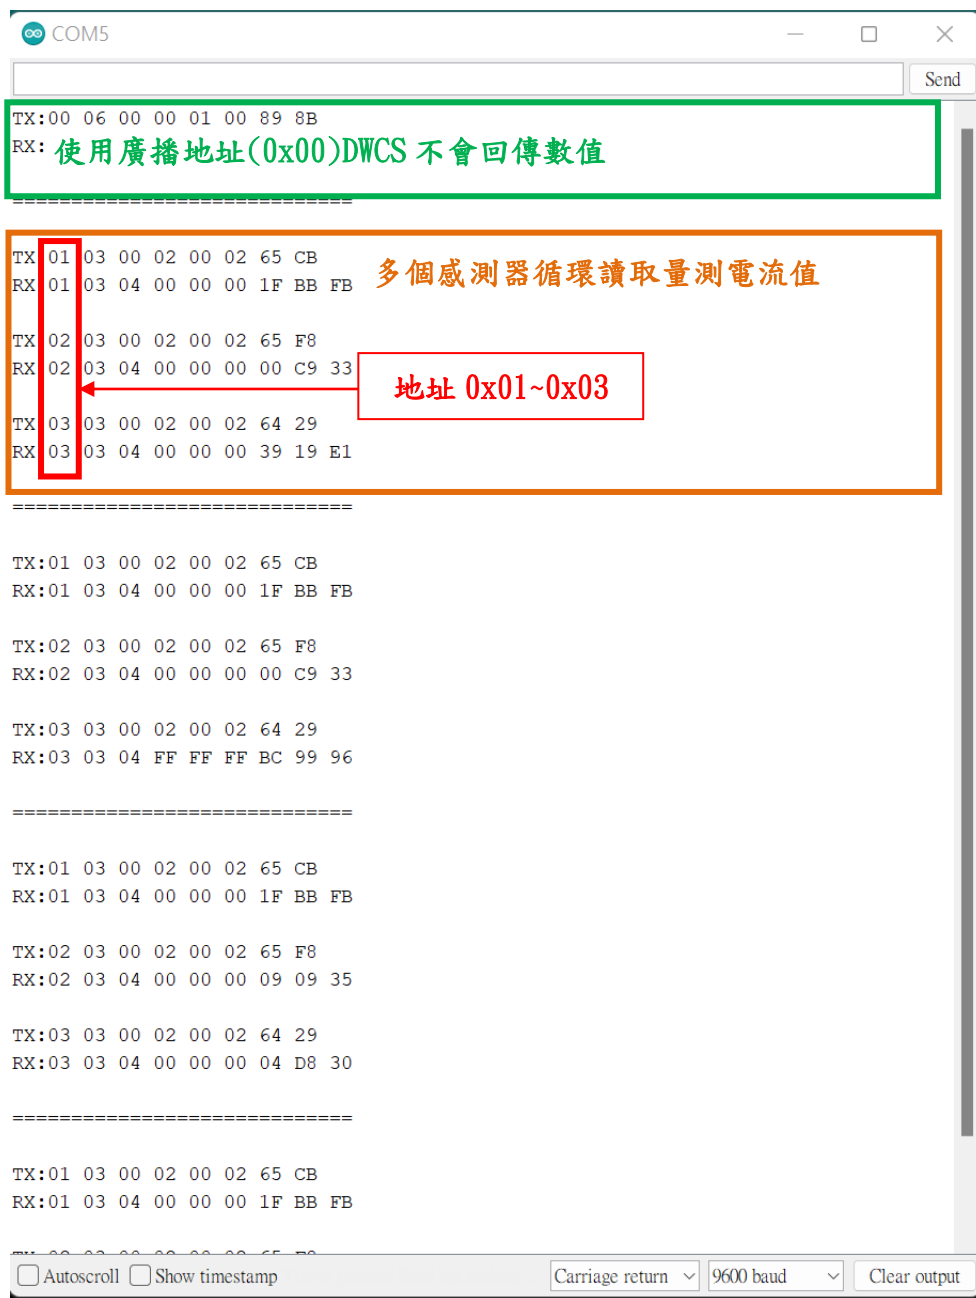 COM5
Send
TX:00 06 00 00 01 00 89 8B
RX:
使用廣播地址(0x00)DWCS 不會回傳數值
=============================
TX 01 03 00 02 00 02 65 CB
RX 01 03 04 00 00 00 1F BB FB
多個感測器循環讀取量測電流值
TX 02 03 00 02 00 02 65 F8
RX 02 03 04 00 00 00 00 C9 33
地址 0x01~0x03
TX 03 03 00 02 00 02 64 29
RX 03 03 04 00 00 00 39 19 E1
=============================
TX:01 03 00 02 00 02 65 CB
RX:01 03 04 00 00 00 1F BB FB
TX:02 03 00 02 00 02 65 F8
RX:02 03 04 00 00 00 00 C9 33
TX:03 03 00 02 00 02 64 29
RX:03 03 04 FF FF FF BC 99 96
=============================
TX:01 03 00 02 00 02 65 CB
RX:01 03 04 00 00 00 1F BB FB
TX:02 03 00 02 00 02 65 F8
RX:02 03 04 00 00 00 09 09 35
TX:03 03 00 02 00 02 64 29
RX:03 03 04 00 00 00 04 D8 30
=============================
TX:01 03 00 02 00 02 65 CB
RX:01 03 04 00 00 00 1F BB FB
Autoscroll Show timestamp Carriage return 9600 baud Clear output